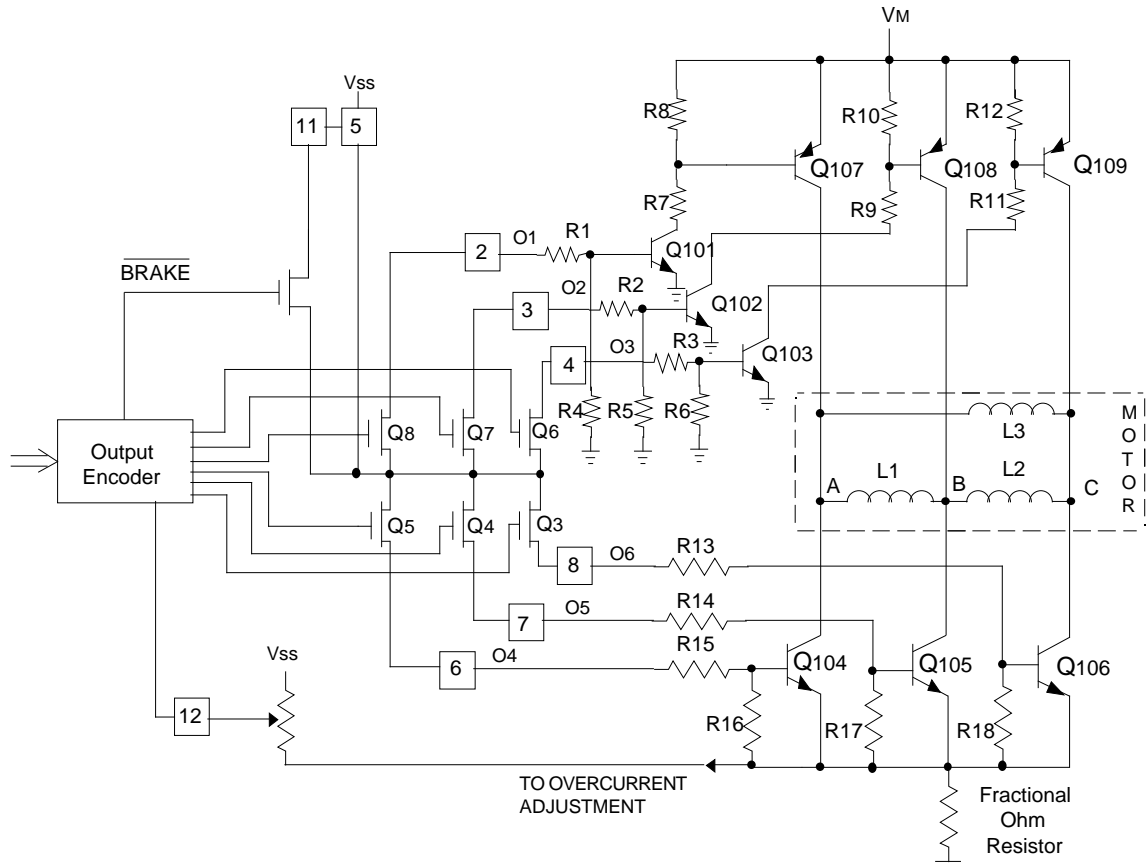 VM
Vss
R8
R10
R12
11
5
Q107
Q108
Q109
R7
R9
R11
2
O1
R1
Q101
BRAKE
O2
R2
Q102
3
O3
R3
Q103
4
R4
R5
R6
M
O
T
O
R
L3
Output
Encoder
Q8
Q7
Q6
A
L1
B
L2
C
Q5
Q4
Q3
8
O6
R13
7
O5
R14
6
O4
R15
Q104
Q105
Q106
Vss
12
R16
R17
R18
TO OVERCURRENT
ADJUSTMENT
Fractional
Ohm
Resistor